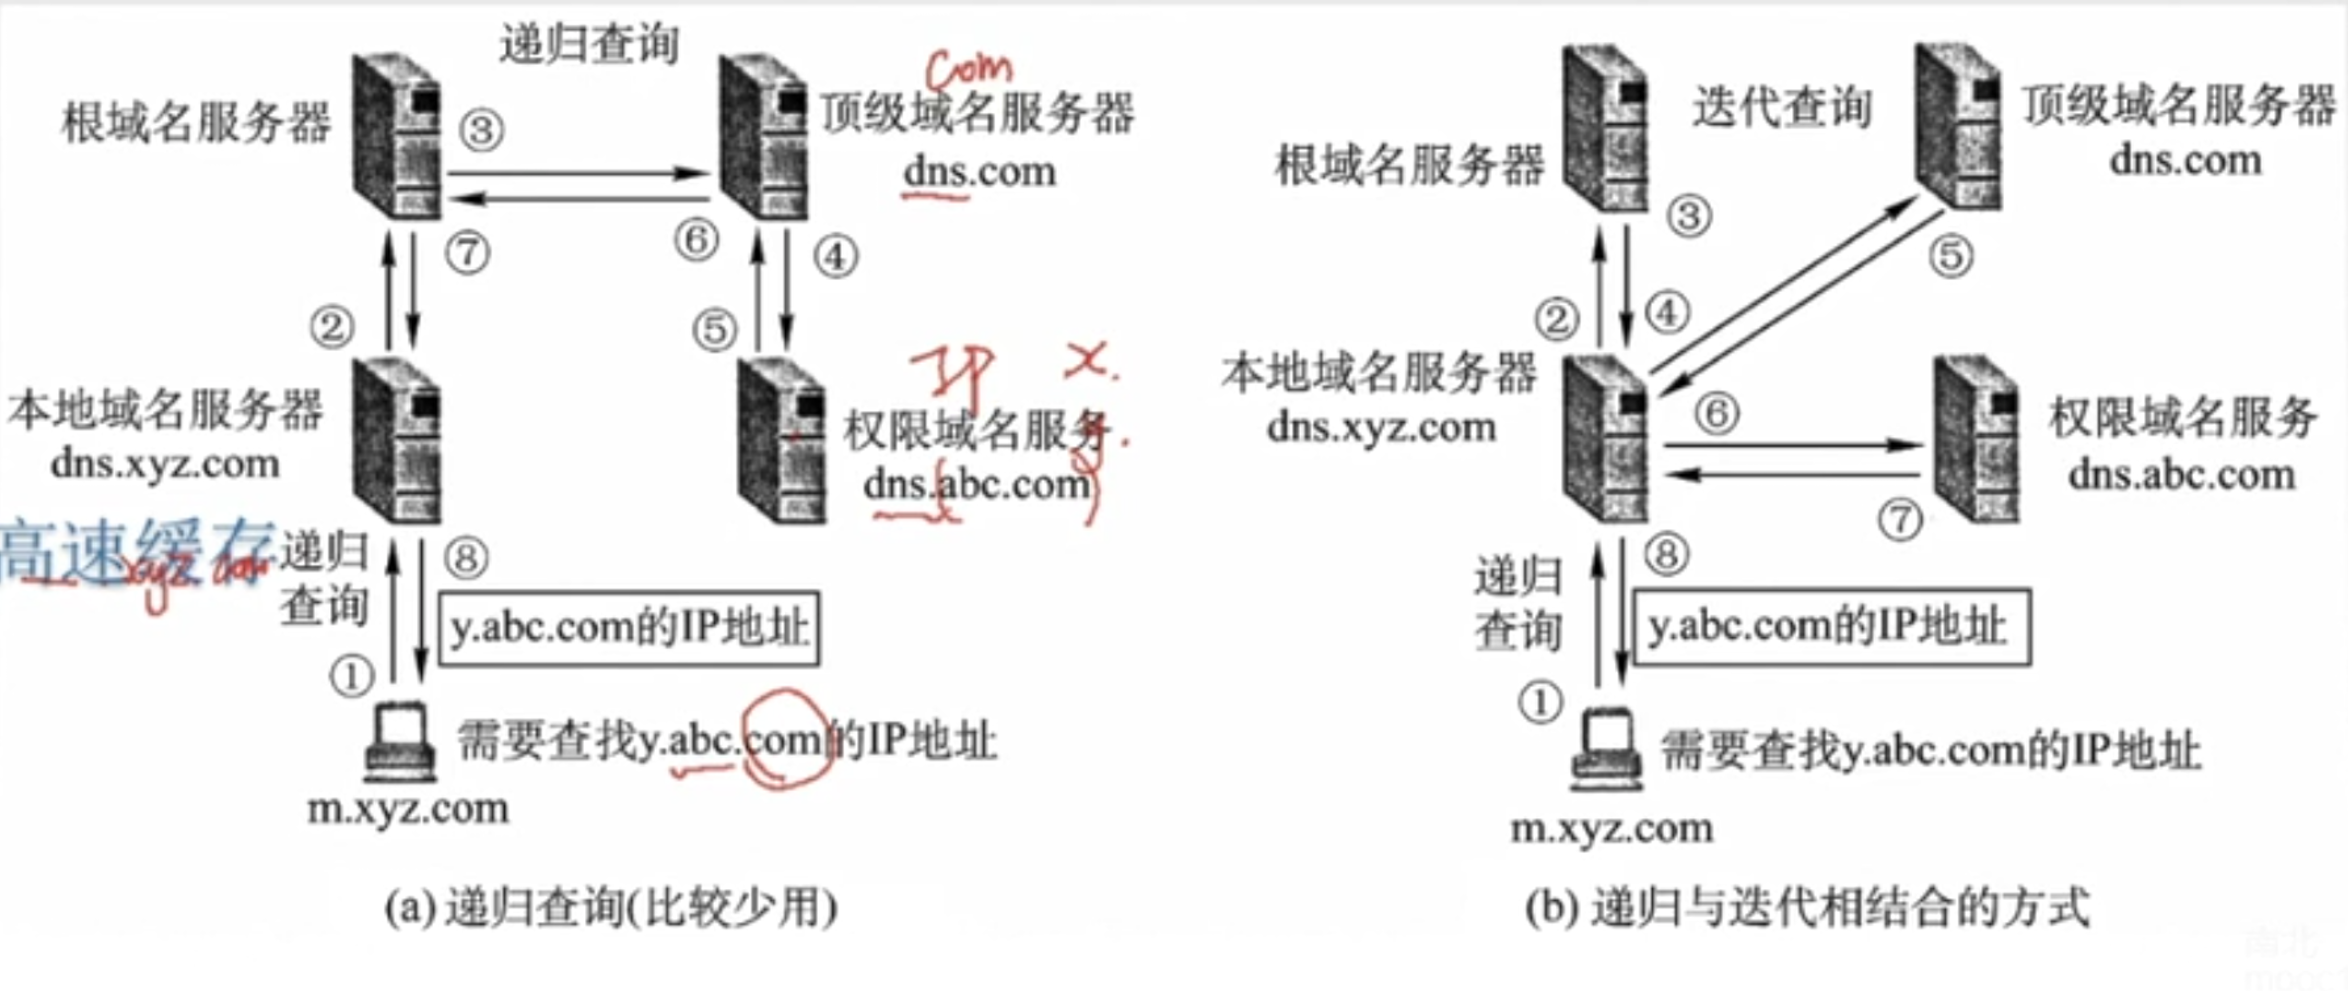 递归查询
Com
根域名服务器
③
顶级域名服务器
dns.com
⑦
⑥
④
②
⑤
IP
x.
本地域名服务器
dns.xyz.com
权限域名服务
y.
dns.abc.com
高速缓存
xyz.com
递归
查询
⑧
y.abc.com的IP地址
①
需要查找y.abc.com的IP地址
m.xyz.com
(a) 递归查询(比较少用)
迭代查询
根域名服务器
顶级域名服务器
dns.com
③
⑤
②
④
本地域名服务器
dns.xyz.com
⑥
权限域名服务
dns.abc.com
⑦
递归
查询
⑧
y.abc.com的IP地址
①
需要查找y.abc.com的IP地址
m.xyz.com
(b) 递归与迭代相结合的方式
南北
mooc